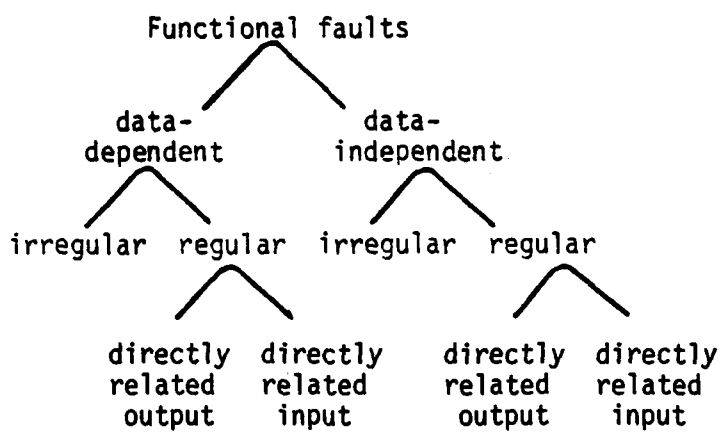 Functional faults
data- data-
dependent independent
irregular regular irregular regular
directly directly directly directly
related related related related
output input output input